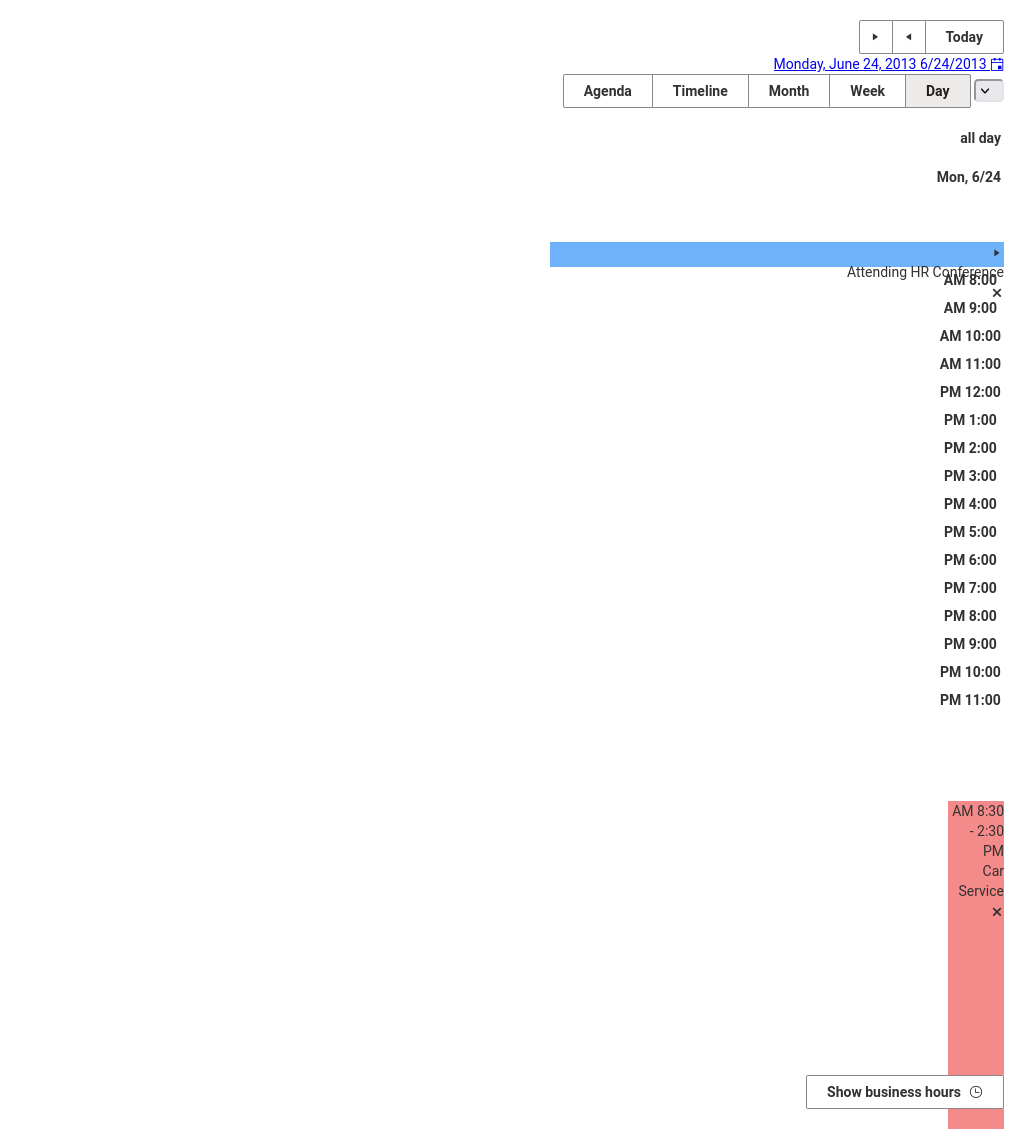 Today
Monday, June 24, 2013 6/24/2013
Agenda Timeline Month Week Day
all day
Mon, 6/24
Attending HR Conference
AM 8:00
AM 9:00
AM 10:00
AM 11:00
PM 12:00
PM 1:00
PM 2:00
PM 3:00
PM 4:00
PM 5:00
PM 6:00
PM 7:00
PM 8:00
PM 9:00
PM 10:00
PM 11:00
AM 8:30
- 2:30
PM
Car
Service
Show business hours